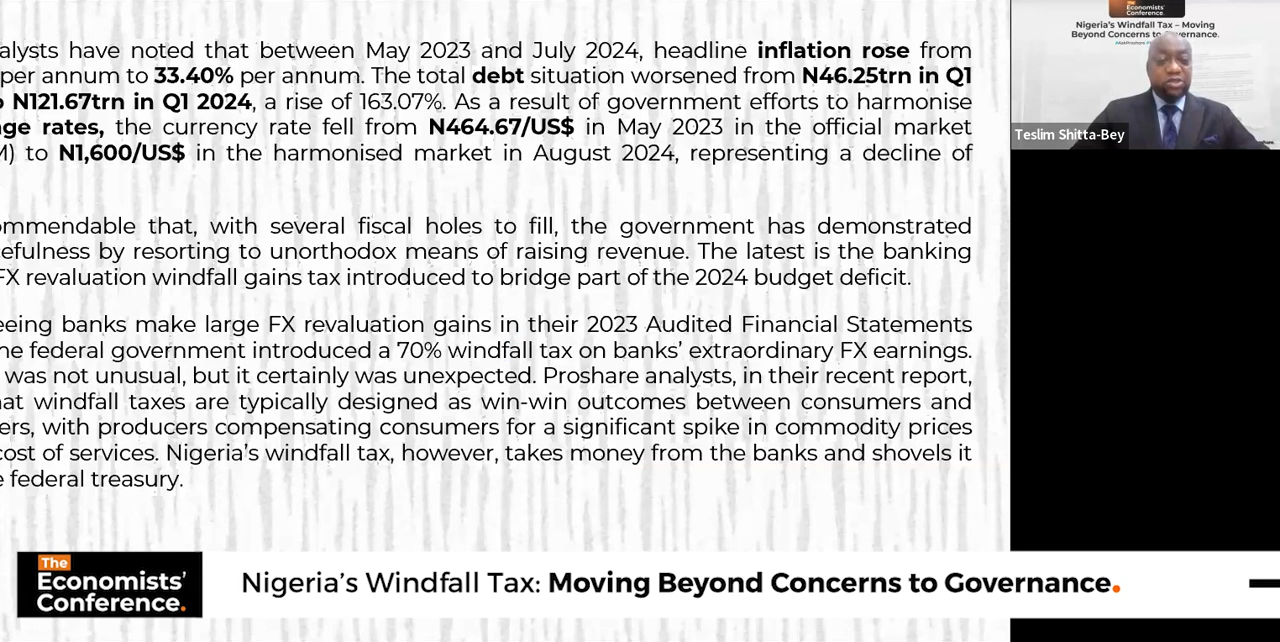 alysts have noted that between May 2023 and July 2024, headline inflation rose from
per annum to 33.40% per annum. The total debt situation worsened from N46.25trn in Q1
N121.67trn in Q1 2024, a rise of 163.07%. As a result of government efforts to harmonise
ge rates, the currency rate fell from N464.67/US$ in May 2023 in the official market
M) to N1,600/US$ in the harmonised market in August 2024, representing a decline of
ommendable that, with several fiscal holes to fill, the government has demonstrated
efulness by resorting to unorthodox means of raising revenue. The latest is the banking
FX revaluation windfall gains tax introduced to bridge part of the 2024 budget deficit.
eeing banks make large FX revaluation gains in their 2023 Audited Financial Statements
he federal government introduced a 70% windfall tax on banks' extraordinary FX earnings.
was not unusual, but it certainly was unexpected. Proshare analysts, in their recent report,
hat windfall taxes are typically designed as win-win outcomes between consumers and
ers, with producers compensating consumers for a significant spike in commodity prices
cost of services. Nigeria's windfall tax, however, takes money from the banks and shovels it
e federal treasury.
The Economists' Conference.
Nigeria's Windfall Tax – Moving
Beyond Concerns to Governance.
Teslim Shitta-Bey
The
Economists'
Conference.
Nigeria's Windfall Tax: Moving Beyond Concerns to Governance.